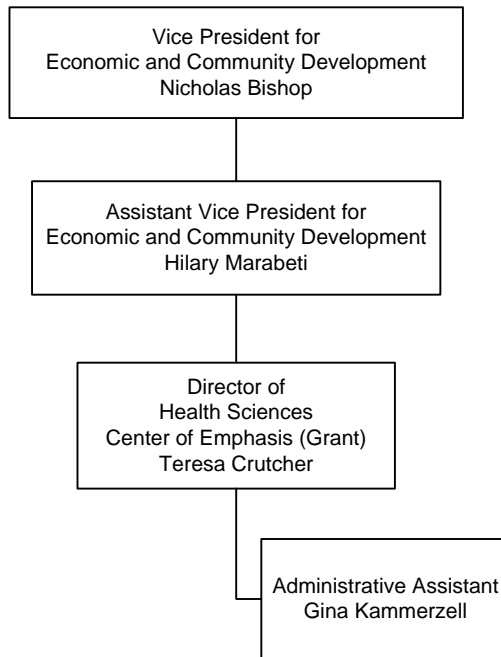 Vice President for
Economic and Community Development
Nicholas Bishop
Assistant Vice President for
Economic and Community Development
Hilary Marabeti
Director of
Health Sciences
Center of Emphasis (Grant)
Teresa Crutcher
Administrative Assistant
Gina Kammerzell